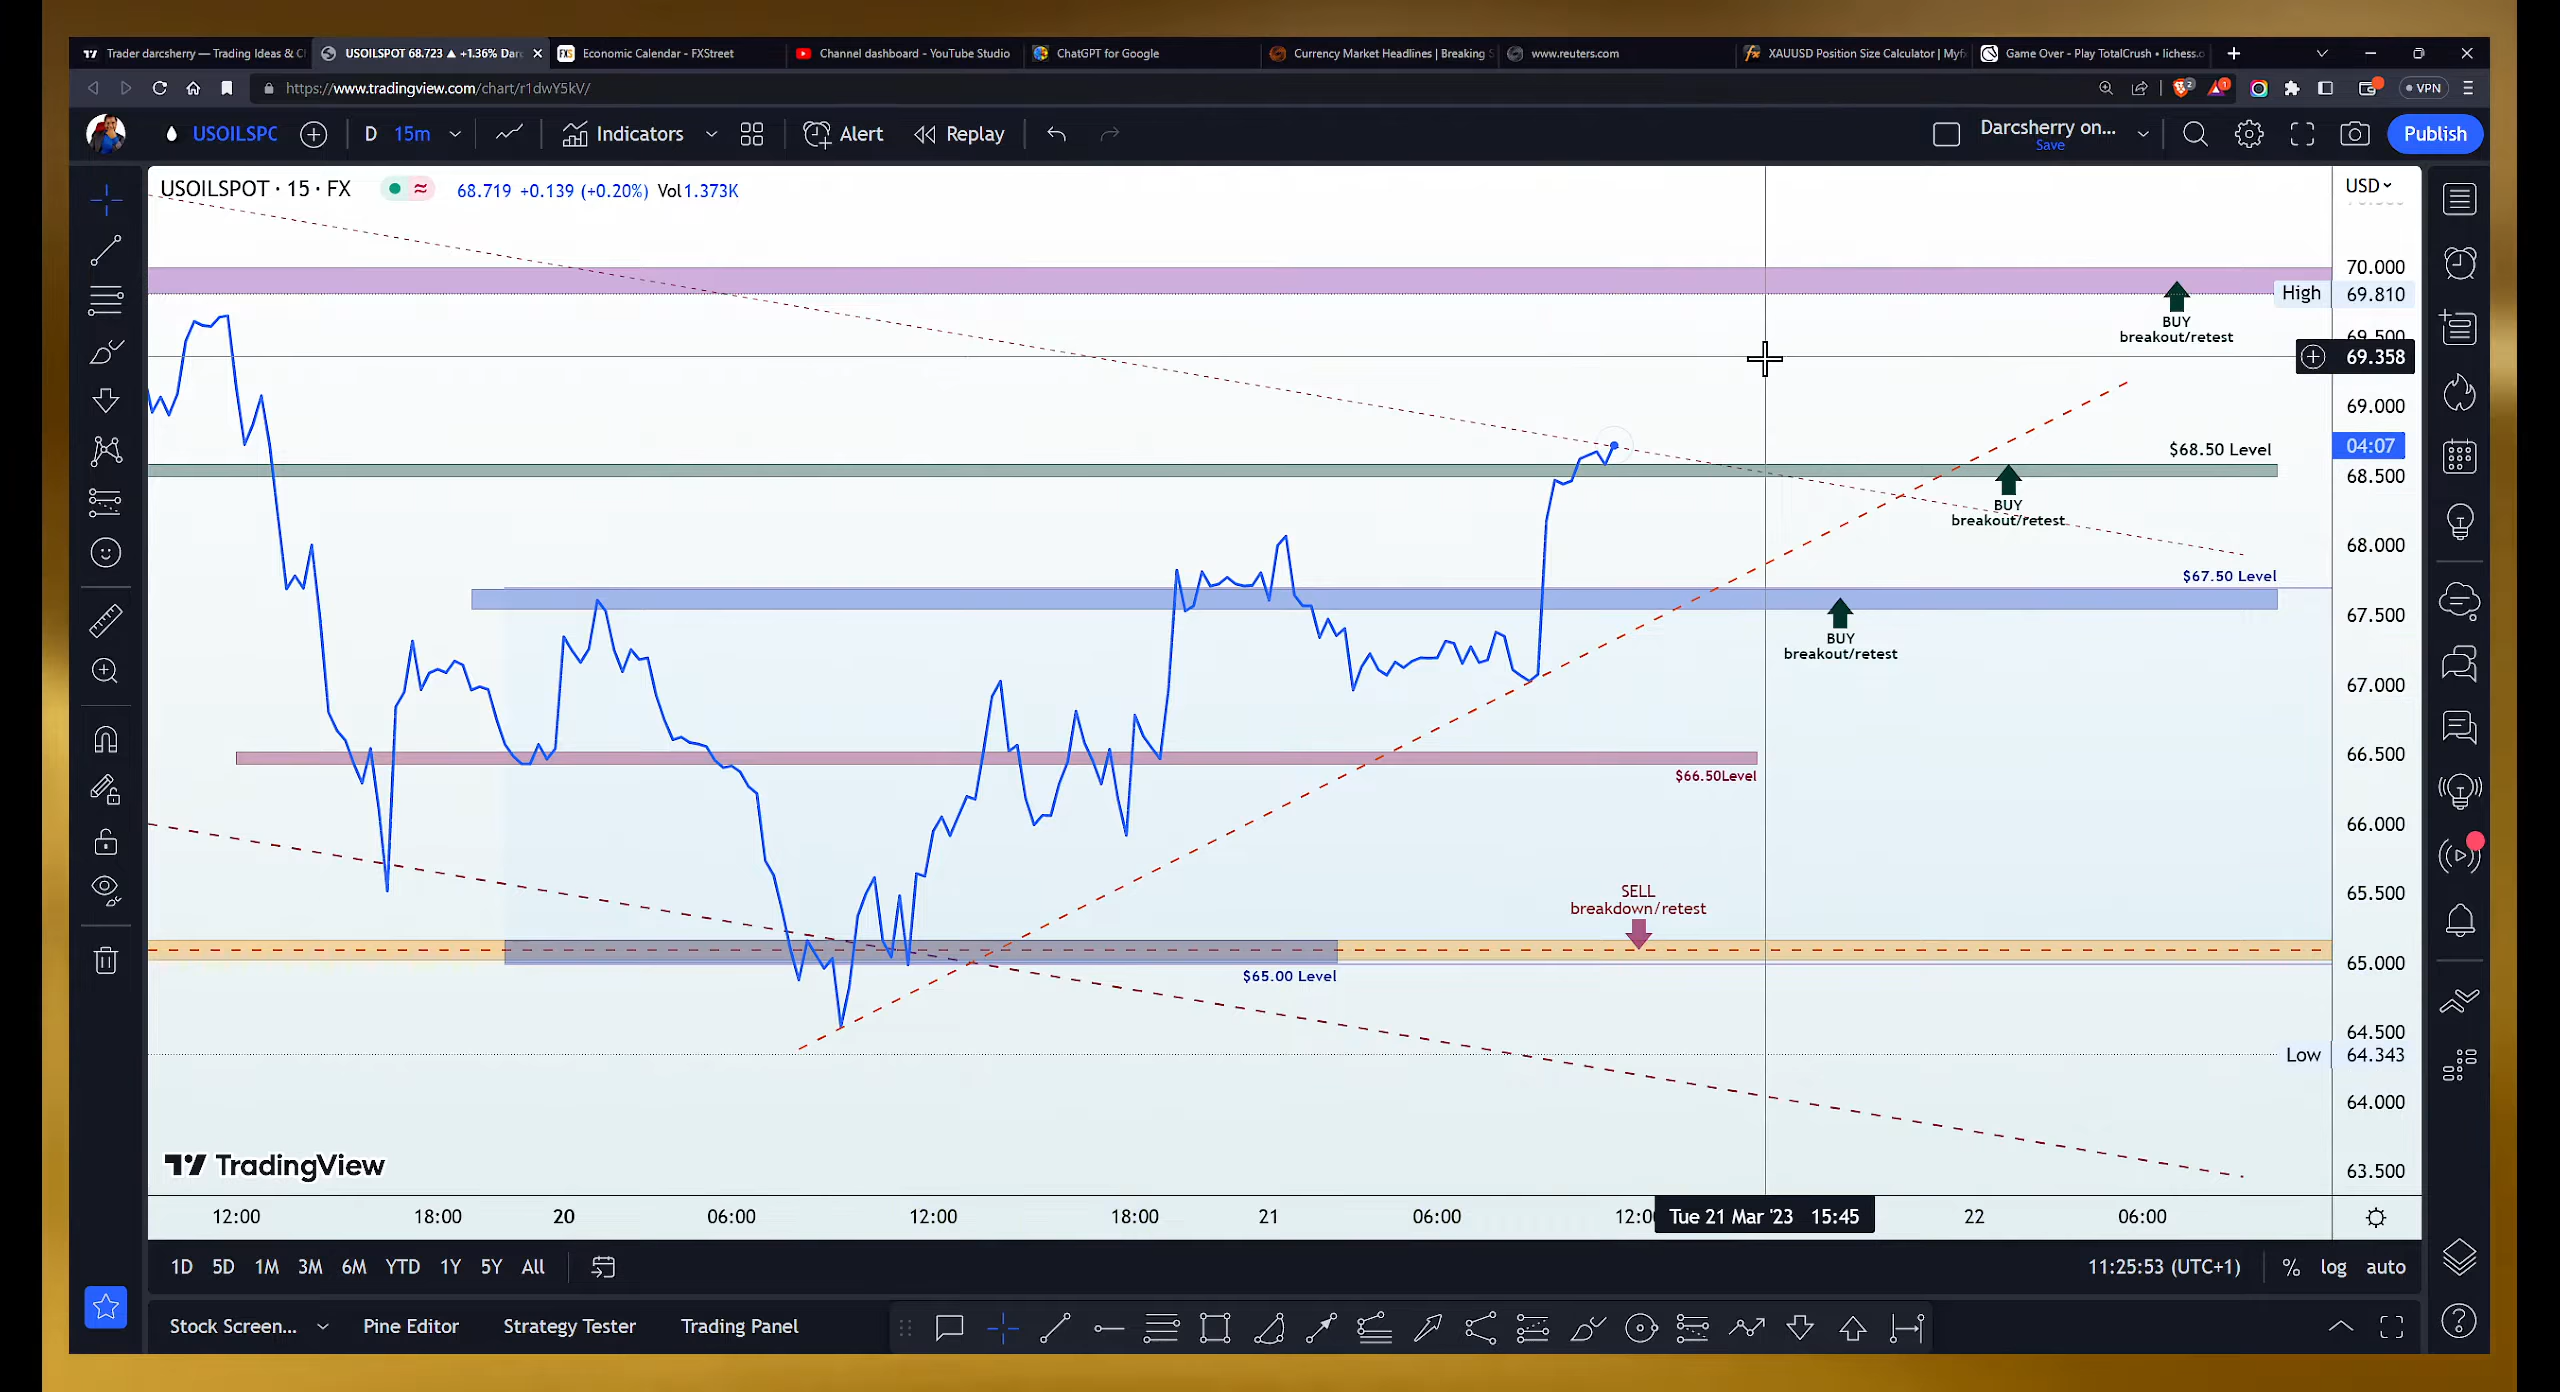 Trader darcsherry — Trading Ideas & C
USOILSPOT 68.723 ▲ +1.36% Darc
Economic Calendar - FXStreet
Channel dashboard - YouTube Studio
ChatGPT for Google
Currency Market Headlines | Breaking S
www.reuters.com
XAUUSD Position Size Calculator | Myf
Game Over - Play TotalCrush • lichess.o
https://www.tradingview.com/chart/r1dwY5kV/
VPN
USOILSPC
D
15m
Indicators
Alert
Replay
Darcsherry on...
Save
Publish
USOILSPOT · 15 · FX
68.719 +0.139 (+0.20%) Vol 1.373K
USD
70.000
High 69.810
BUY
breakout/retest
69.500
69.358
69.000
04:07
$68.50 Level
68.500
BUY
breakout/retest
68.000
$67.50 Level
67.500
BUY
breakout/retest
67.000
66.500
$66.50Level
66.000
65.500
SELL
breakdown/retest
65.000
$65.00 Level
64.500
Low 64.343
64.000
63.500
TradingView
12:00
18:00
20
06:00
12:00
18:00
21
06:00
12:0
Tue 21 Mar '23 15:45
22
06:00
1D 5D 1M 3M 6M YTD 1Y 5Y All
11:25:53 (UTC+1)
% log auto
Stock Screen...
Pine Editor
Strategy Tester
Trading Panel